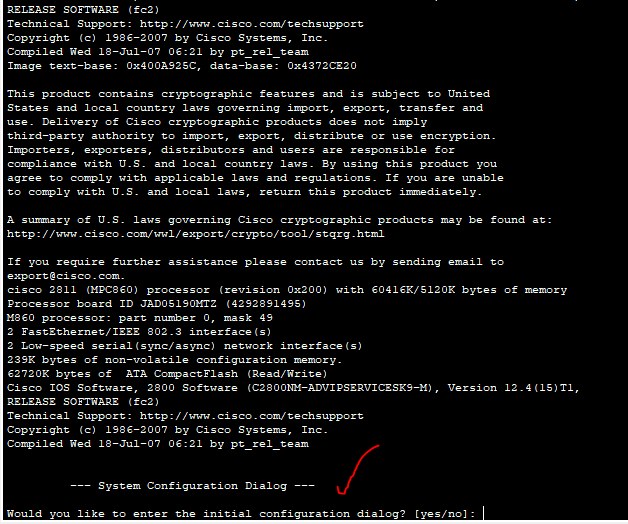 RELEASE SOFTWARE (fc2)
Technical Support: http://www.cisco.com/techsupport
Copyright (c) 1986-2007 by Cisco Systems, Inc.
Compiled Wed 18-Jul-07 06:21 by pt_rel_team
Image text-base: 0x400A925C, data-base: 0x4372CE20
This product contains cryptographic features and is subject to United
States and local country laws governing import, export, transfer and
use. Delivery of Cisco cryptographic products does not imply
third-party authority to import, export, distribute or use encryption.
Importers, exporters, distributors and users are responsible for
compliance with U.S. and local country laws. By using this product you
agree to comply with applicable laws and regulations. If you are unable
to comply with U.S. and local laws, return this product immediately.
A summary of U.S. laws governing Cisco cryptographic products may be found at:
http://www.cisco.com/wwl/export/crypto/tool/stqrg.html
If you require further assistance please contact us by sending email to
export@cisco.com.
cisco 2811 (MPC860) processor (revision 0x200) with 60416K/5120K bytes of memory
Processor board ID JAD05190MTZ (4292891495)
M860 processor: part number 0, mask 49
2 FastEthernet/IEEE 802.3 interface(s)
2 Low-speed serial(sync/async) network interface(s)
239K bytes of non-volatile configuration memory.
62720K bytes of ATA CompactFlash (Read/Write)
Cisco IOS Software, 2800 Software (C2800NM-ADVIPSERVICESK9-M), Version 12.4(15)T1,
RELEASE SOFTWARE (fc2)
Technical Support: http://www.cisco.com/techsupport
Copyright (c) 1986-2007 by Cisco Systems, Inc.
Compiled Wed 18-Jul-07 06:21 by pt_rel_team
--- System Configuration Dialog ---
Would you like to enter the initial configuration dialog? [yes/no]: